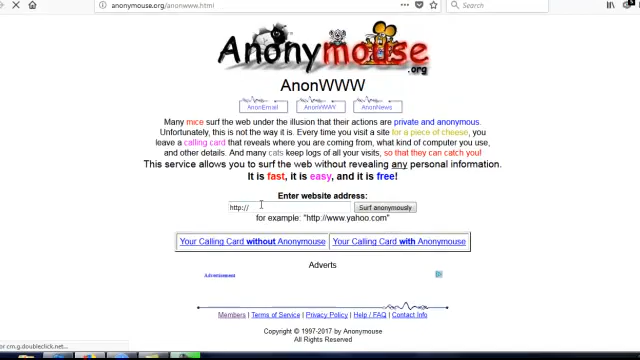 anonymouse.org/anonwww.html
Search
Anonymouse
.org
AnonWWW
AnonEmail AnonWWW AnonNews
Many mice surf the web under the illusion that their actions are private and anonymous.
Unfortunately, this is not the way it is. Every time you visit a site for a piece of cheese, you
leave a calling card that reveals where you are coming from, what kind of computer you use,
and other details. And many cats keep logs of all your visits, so that they can catch you!
This service allows you to surf the web without revealing any personal information.
It is fast, it is easy, and it is free!
Enter website address:
http:// Surf anonymously
for example: "http://www.yahoo.com"
Your Calling Card without Anonymouse Your Calling Card with Anonymouse
Adverts
Advertisement
Members | Terms of Service | Privacy Policy | Help / FAQ | Contact Info
Copyright © 1997-2017 by Anonymouse
All Rights Reserved
for cm.g.doubleclick.net...